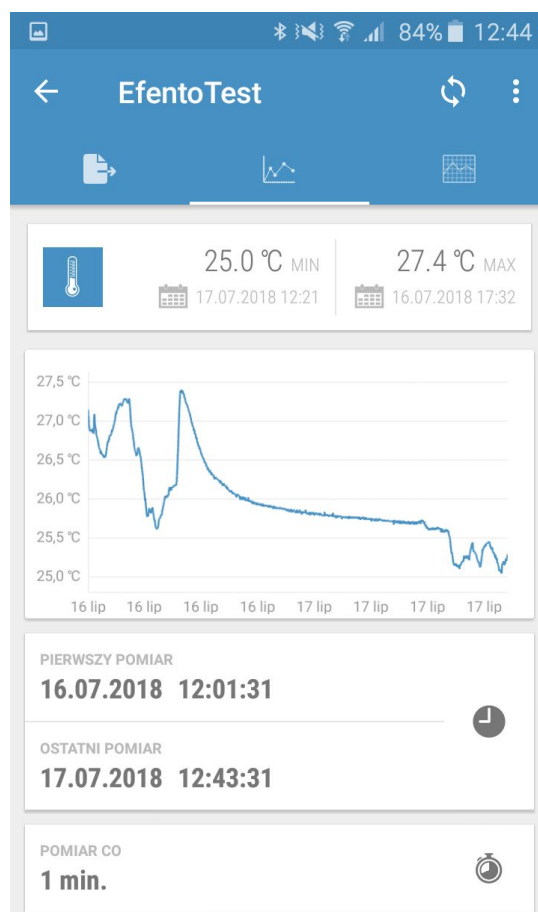 84% 12:44
EfentoTest
25.0 ℃ MIN 27.4 ℃ MAX
17.07.2018 12:21 16.07.2018 17:32
27,5 ℃
27,0 ℃
26,5 ℃
26,0 ℃
25,5 ℃
25,0 ℃
16 lip 16 lip 16 lip 16 lip 17 lip 17 lip 17 lip 17 lip
PIERWSZY POMIAR
16.07.2018 12:01:31
OSTATNI POMIAR
17.07.2018 12:43:31
POMIAR CO
1 min.